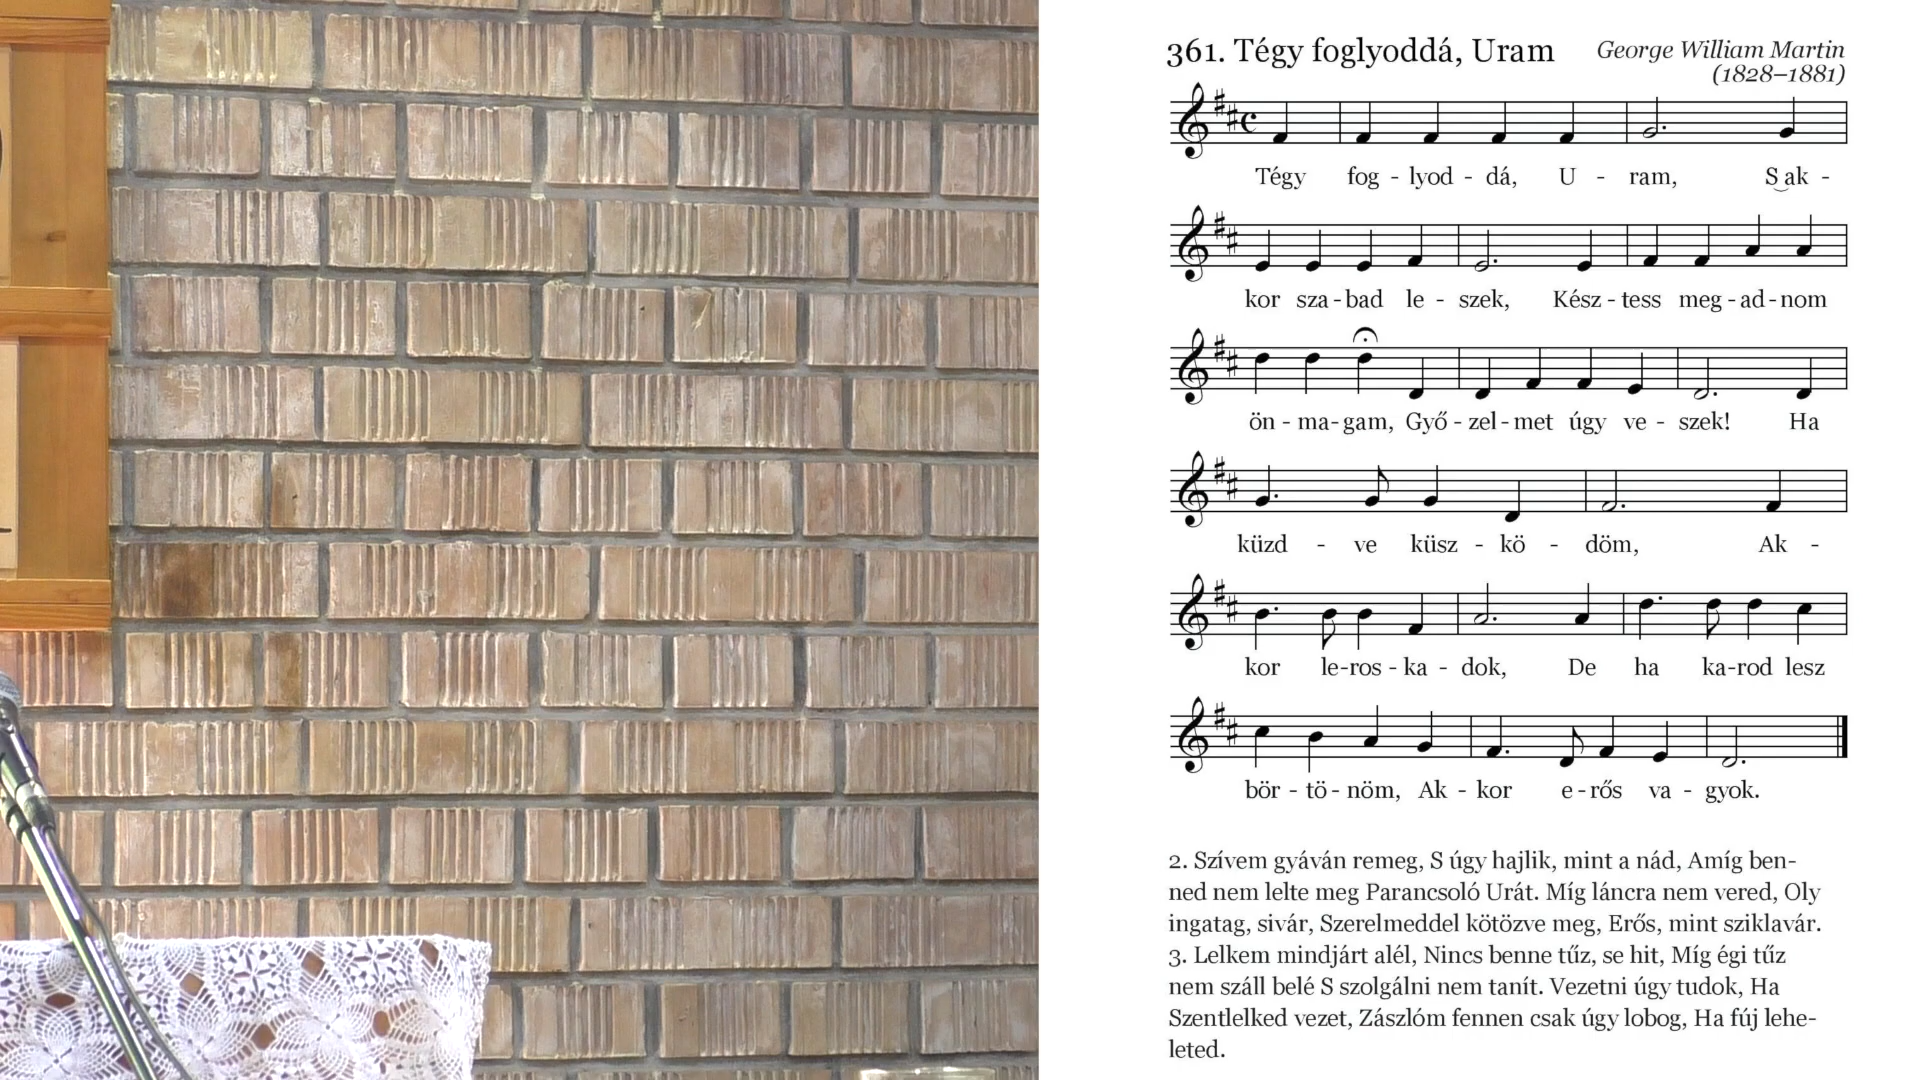 361. Tégy foglyoddá, Uram
George William Martin
(1828–1881)
Tégy fog - lyod - dá, U - ram, S ak -
kor sza - bad le - szek, Kész - tess meg - ad - nom
ön - ma - gam, Győ - zel - met úgy ve - szek! Ha
küzd - ve küsz - kö - döm, Ak -
kor le - ros - ka - dok, De ha ka - rod lesz
bör - tö - nöm, Ak - kor e - rős va - gyok.
2. Szívem gyáván remeg, S úgy hajlik, mint a nád, Amíg ben-
ned nem lelte meg Parancsoló Urát. Míg láncra nem vered, Oly
ingatag, sivár, Szerelmeddel kötözve meg, Erős, mint sziklavár.
3. Lelkem mindjárt alél, Nincs benne tűz, se hit, Míg égi tűz
nem száll belé S szolgálni nem tanít. Vezetni úgy tudok, Ha
Szentlelked vezet, Zászlóm fennen csak úgy lobog, Ha fúj lehe-
leted.